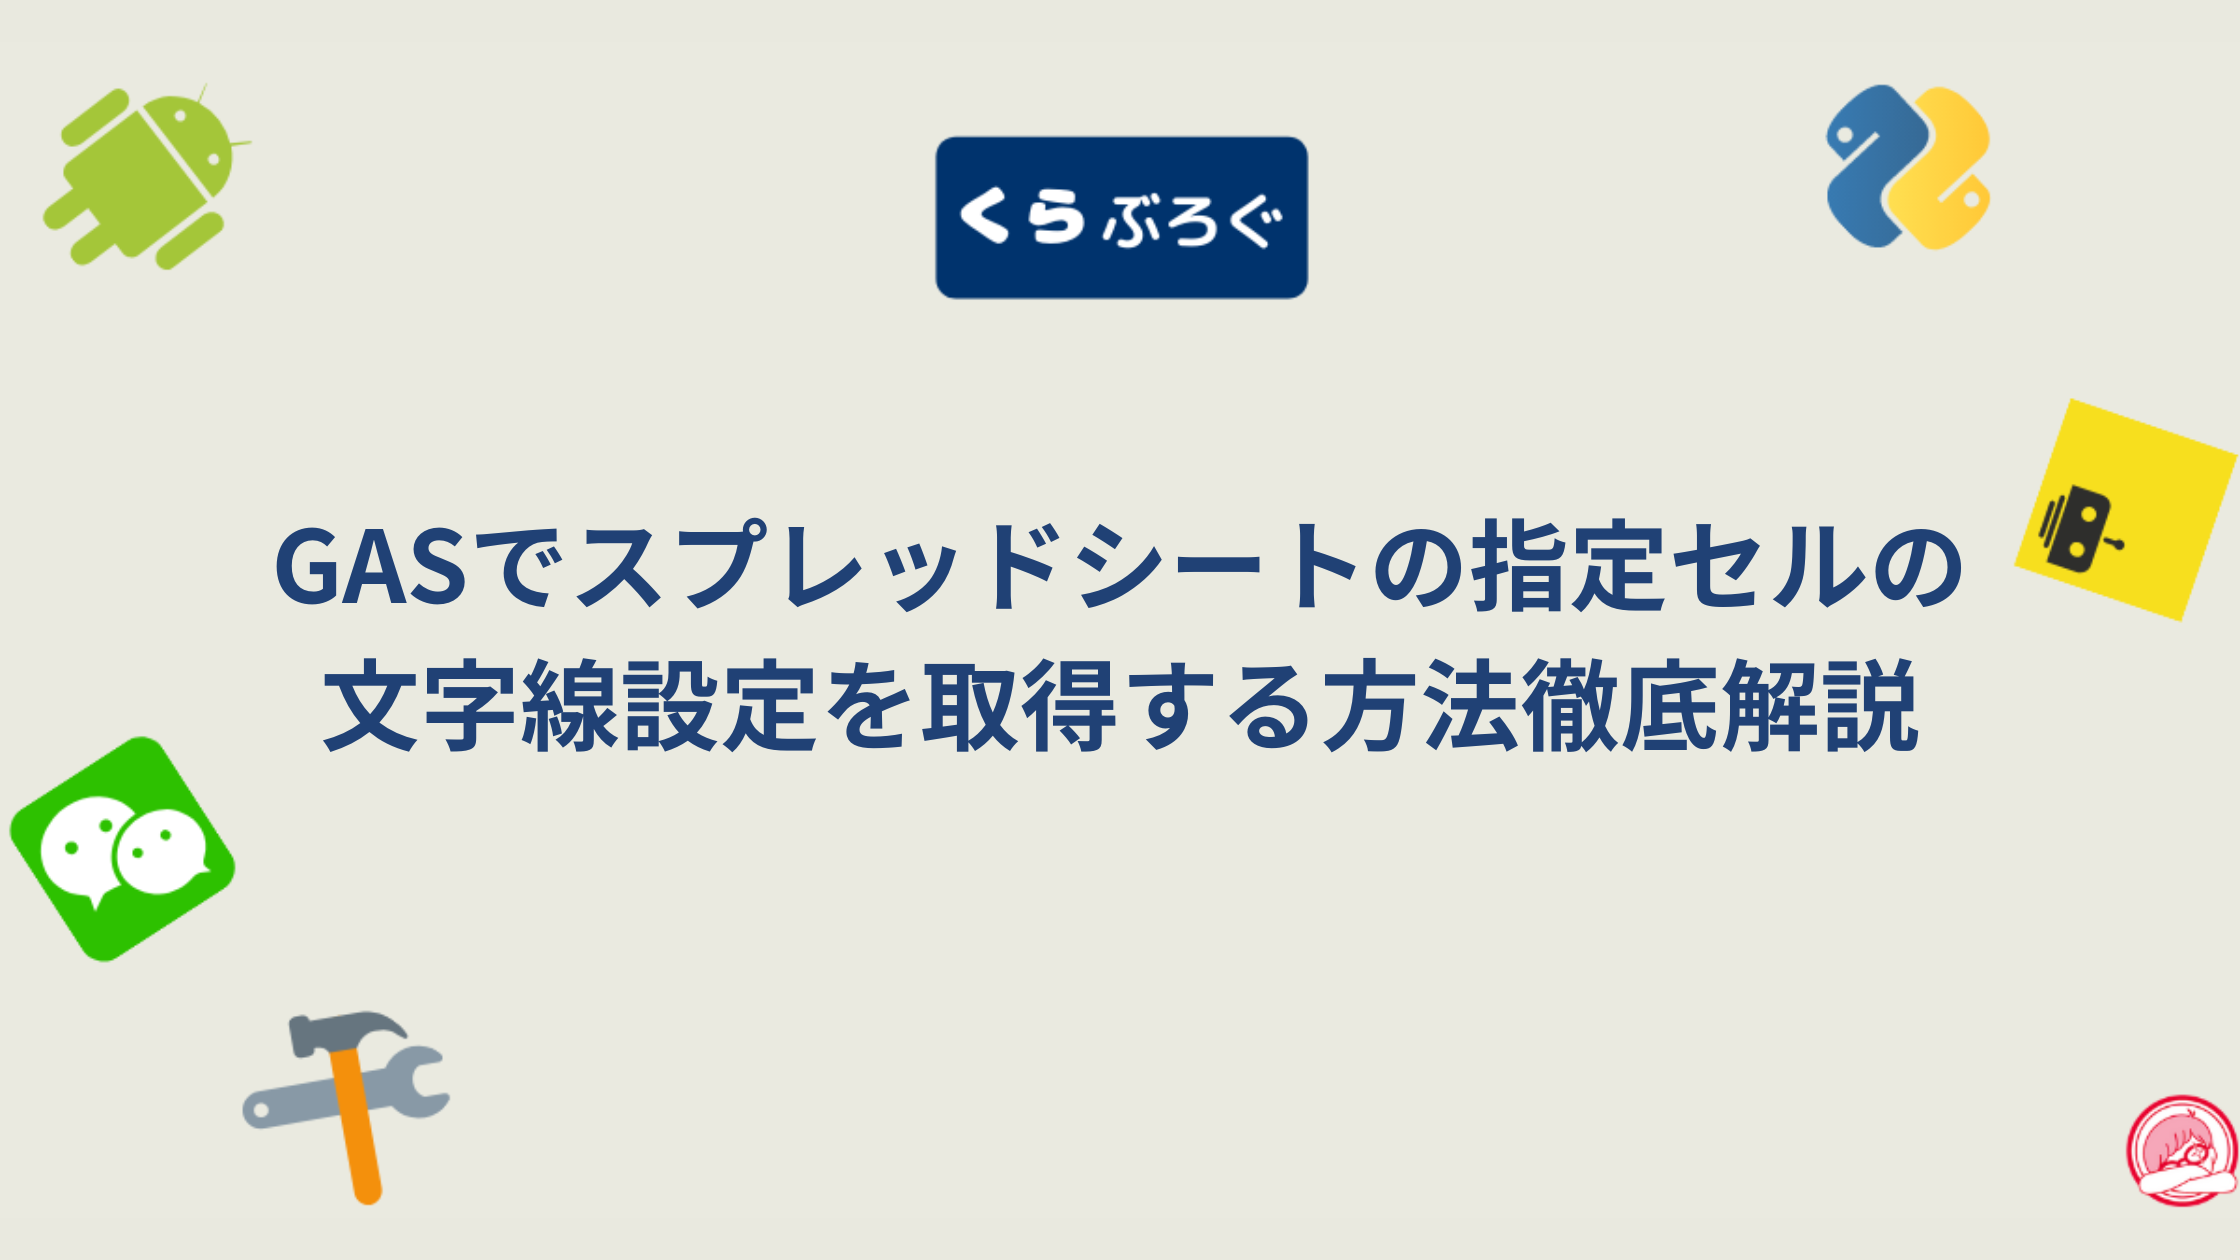 くらぶろぐ
GASでスプレッドシートの指定セルの
文字線設定を取得する方法徹底解説